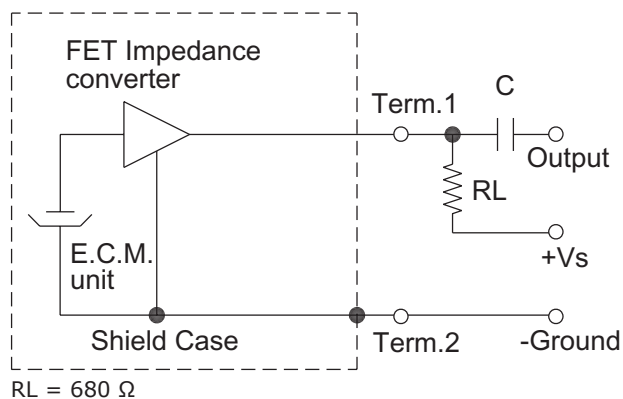 FET Impedance
converter
Term.1
C
Output
RL
+Vs
E.C.M.
unit
Shield Case
Term.2
-Ground
RL = 680 Ω